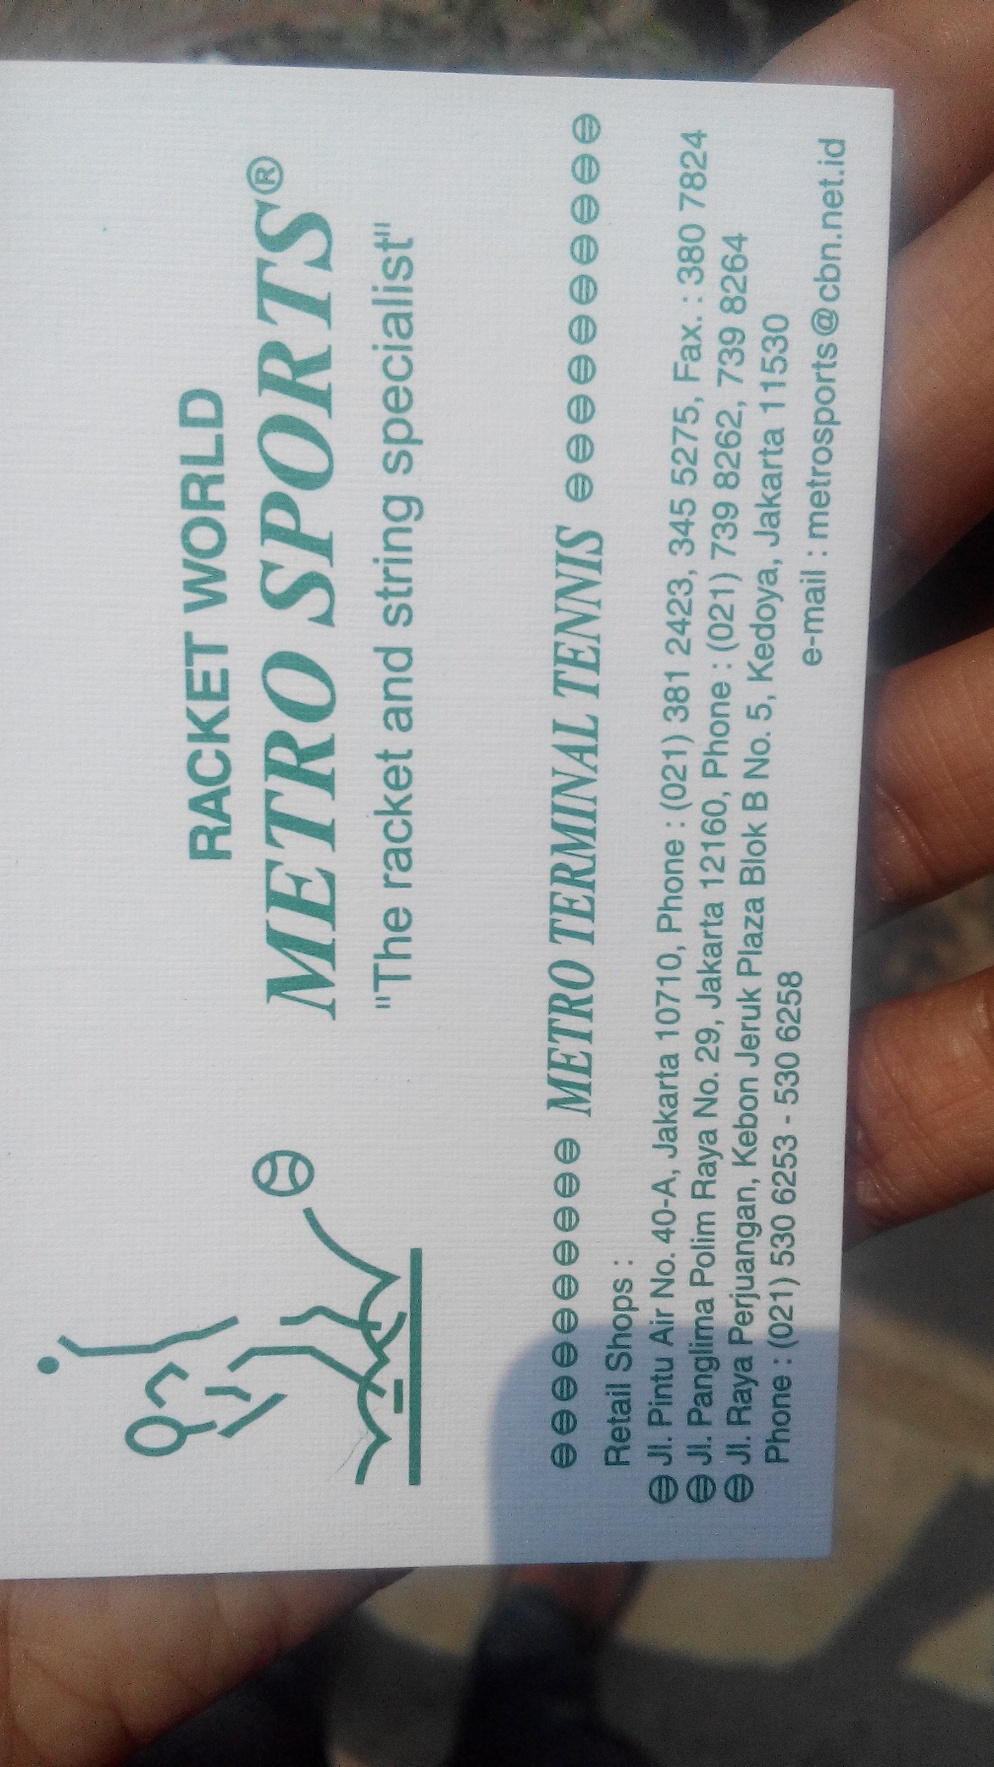 RACKET WORLD
METRO SPORTS®
"The racket and string specialist"
METRO TERMINAL TENNIS
Retail Shops :
Jl. Pintu Air No. 40-A, Jakarta 10710, Phone : (021) 381 2423, 345 5275, Fax. : 380 7824
Jl. Panglima Polim Raya No. 29, Jakarta 12160, Phone : (021) 739 8262, 739 8264
Jl. Raya Perjuangan, Kebon Jeruk Plaza Blok B No. 5, Kedoya, Jakarta 11530
Phone : (021) 530 6253 - 530 6258
e-mail : metrosports@cbn.net.id